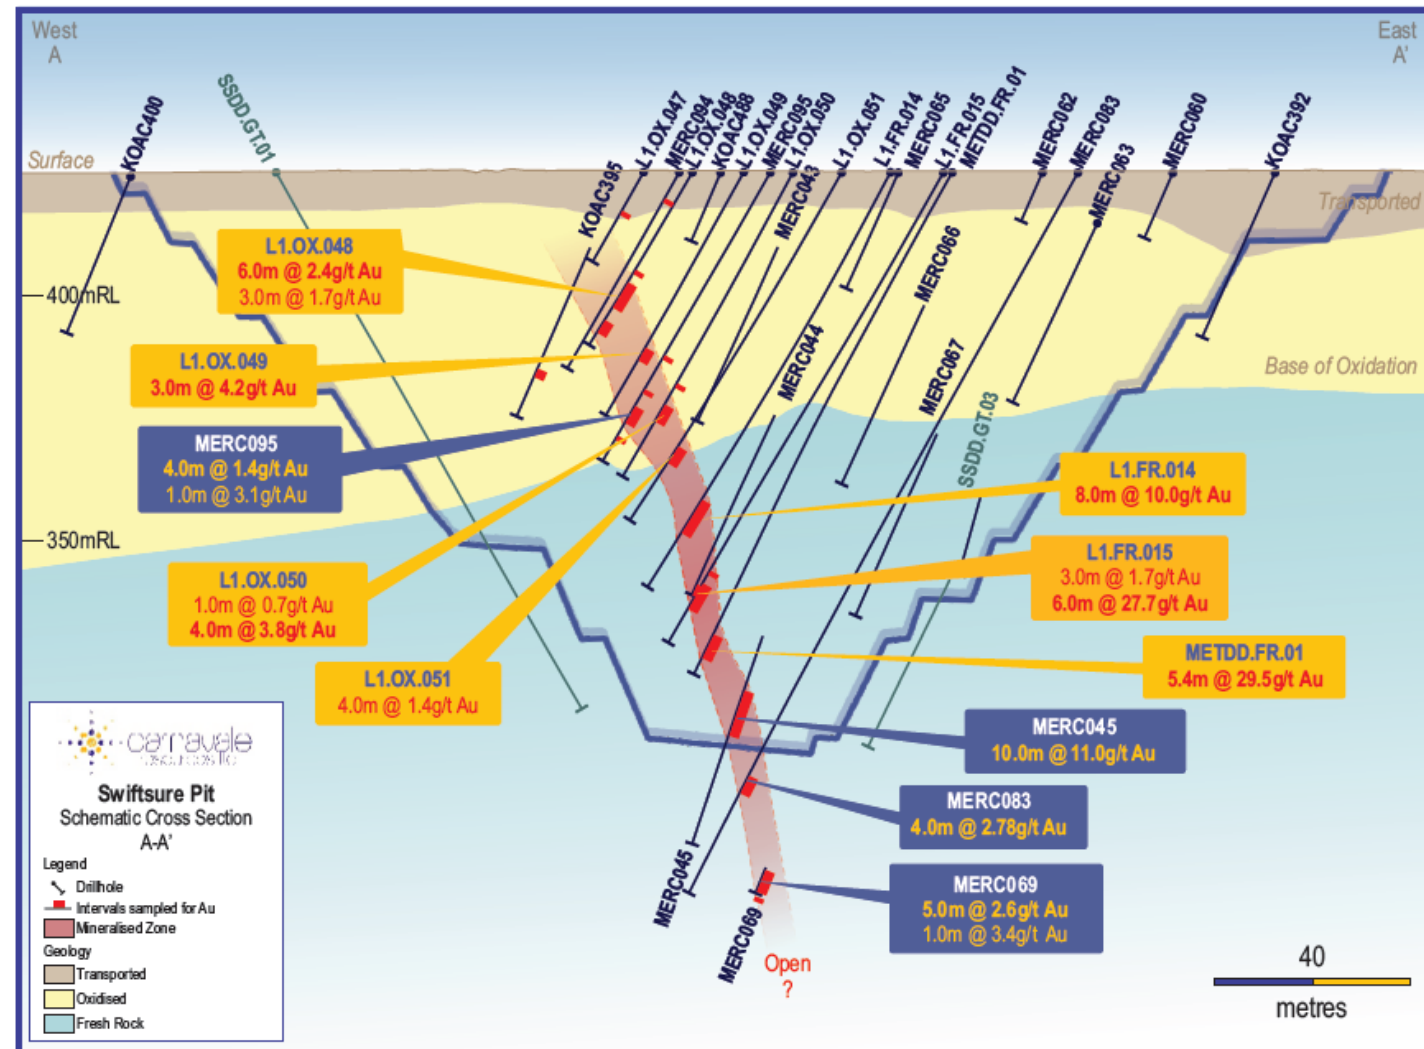 West
A
East
A'
KOAC400
SSDD.GT.01
KOAC395
L1.OX.047
MERC094
L1.OX.048
KOAC488
L1.OX.049
MERC095
L1.OX.050
MERC043
L1.OX.051
L1.FR.014
MERC065
L1.FR.015
METDD.FR.01
MERC062
MERC083
MERC063
MERC060
KOAC392
Surface
Transported
L1.OX.048
6.0m @ 2.4g/t Au
3.0m @ 1.7g/t Au
400mRL
MERC066
MERC044
MERC067
SSDD.GT.03
Base of Oxidation
L1.OX.049
3.0m @ 4.2g/t Au
MERC095
4.0m @ 1.4g/t Au
1.0m @ 3.1g/t Au
L1.FR.014
8.0m @ 10.0g/t Au
350mRL
L1.OX.050
1.0m @ 0.7g/t Au
4.0m @ 3.8g/t Au
L1.FR.015
3.0m @ 1.7g/t Au
6.0m @ 27.7g/t Au
L1.OX.051
4.0m @ 1.4g/t Au
METDD.FR.01
5.4m @ 29.5g/t Au
MERC045
10.0m @ 11.0g/t Au
MERC083
4.0m @ 2.78g/t Au
MERC069
5.0m @ 2.6g/t Au
1.0m @ 3.4g/t Au
MERC045
MERC069
Open
?
40
metres
carnavale
resources ltd
Swiftsure Pit
Schematic Cross Section
A-A'
Legend
Drillhole
Intervals sampled for Au
Mineralised Zone
Geology
Transported
Oxidised
Fresh Rock